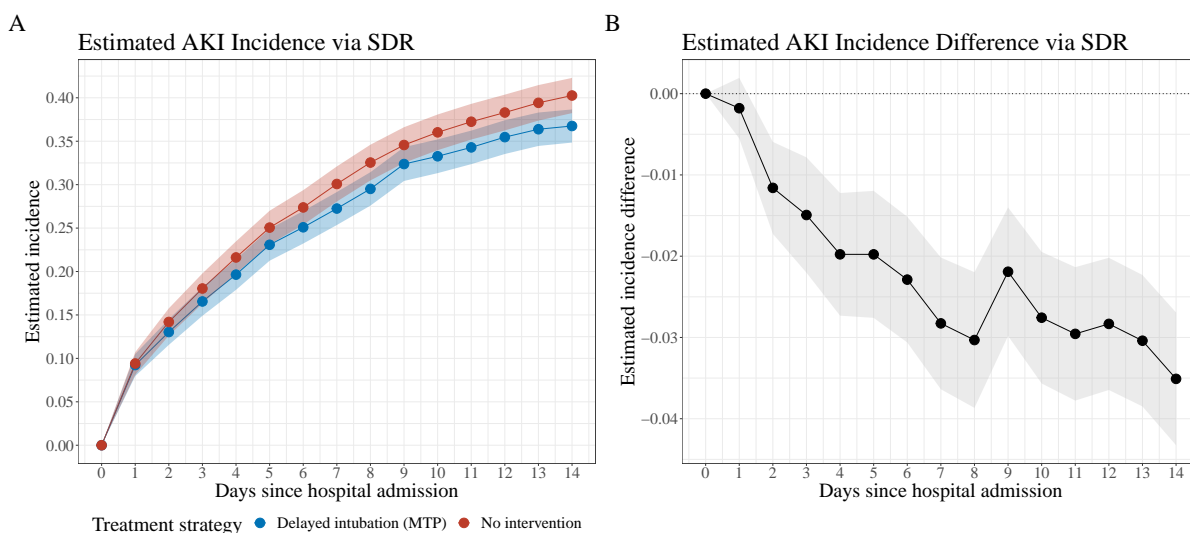 A
Estimated AKI Incidence via SDR
Estimated incidence
0.40
0.35
0.30
0.25
0.20
0.15
0.10
0.05
0.00
0 1 2 3 4 5 6 7 8 9 10 11 12 13 14
Days since hospital admission
Treatment strategy Delayed intubation (MTP) No intervention
B
Estimated AKI Incidence Difference via SDR
Estimated incidence difference
0.00
−0.01
−0.02
−0.03
−0.04
0 1 2 3 4 5 6 7 8 9 10 11 12 13 14
Days since hospital admission